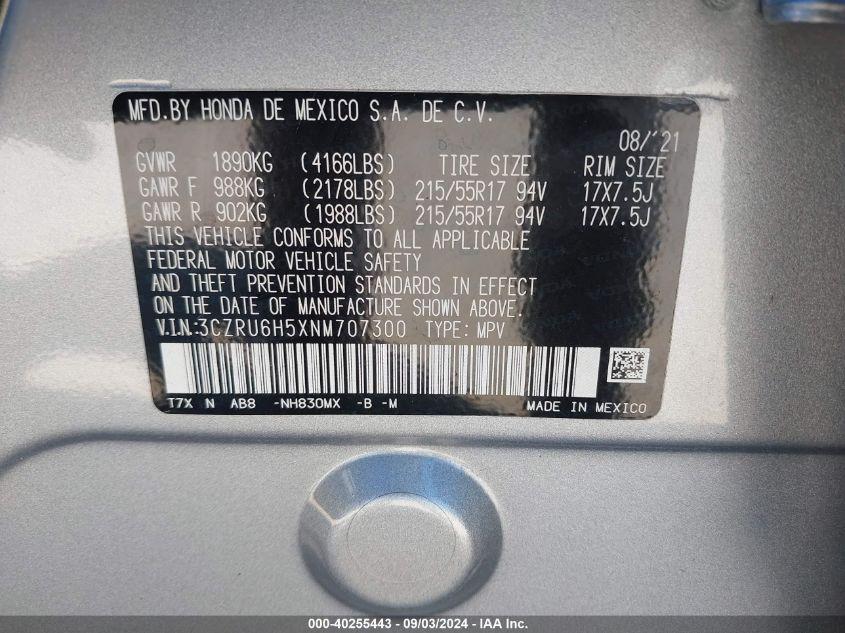 MFD.BY HONDA DE MEXICO S.A. DE C.V.
08/'21
GVWR 1890KG (4166LBS) TIRE SIZE RIM SIZE
GAWR F 988KG (2178LBS) 215/55R17 94V 17X7.5J
GAWR R 902KG (1988LBS) 215/55R17 94V 17X7.5J
THIS VEHICLE CONFORMS TO ALL APPLICABLE
FEDERAL MOTOR VEHICLE SAFETY
AND THEFT PREVENTION STANDARDS IN EFFECT
ON THE DATE OF MANUFACTURE SHOWN ABOVE.
V.I.N.:3CZRU6H5XNM707300 TYPE: MPV
T7X N AB8 -NH830MX -B -M MADE IN MEXICO
000-40255443 - 09/03/2024 - IAA Inc.